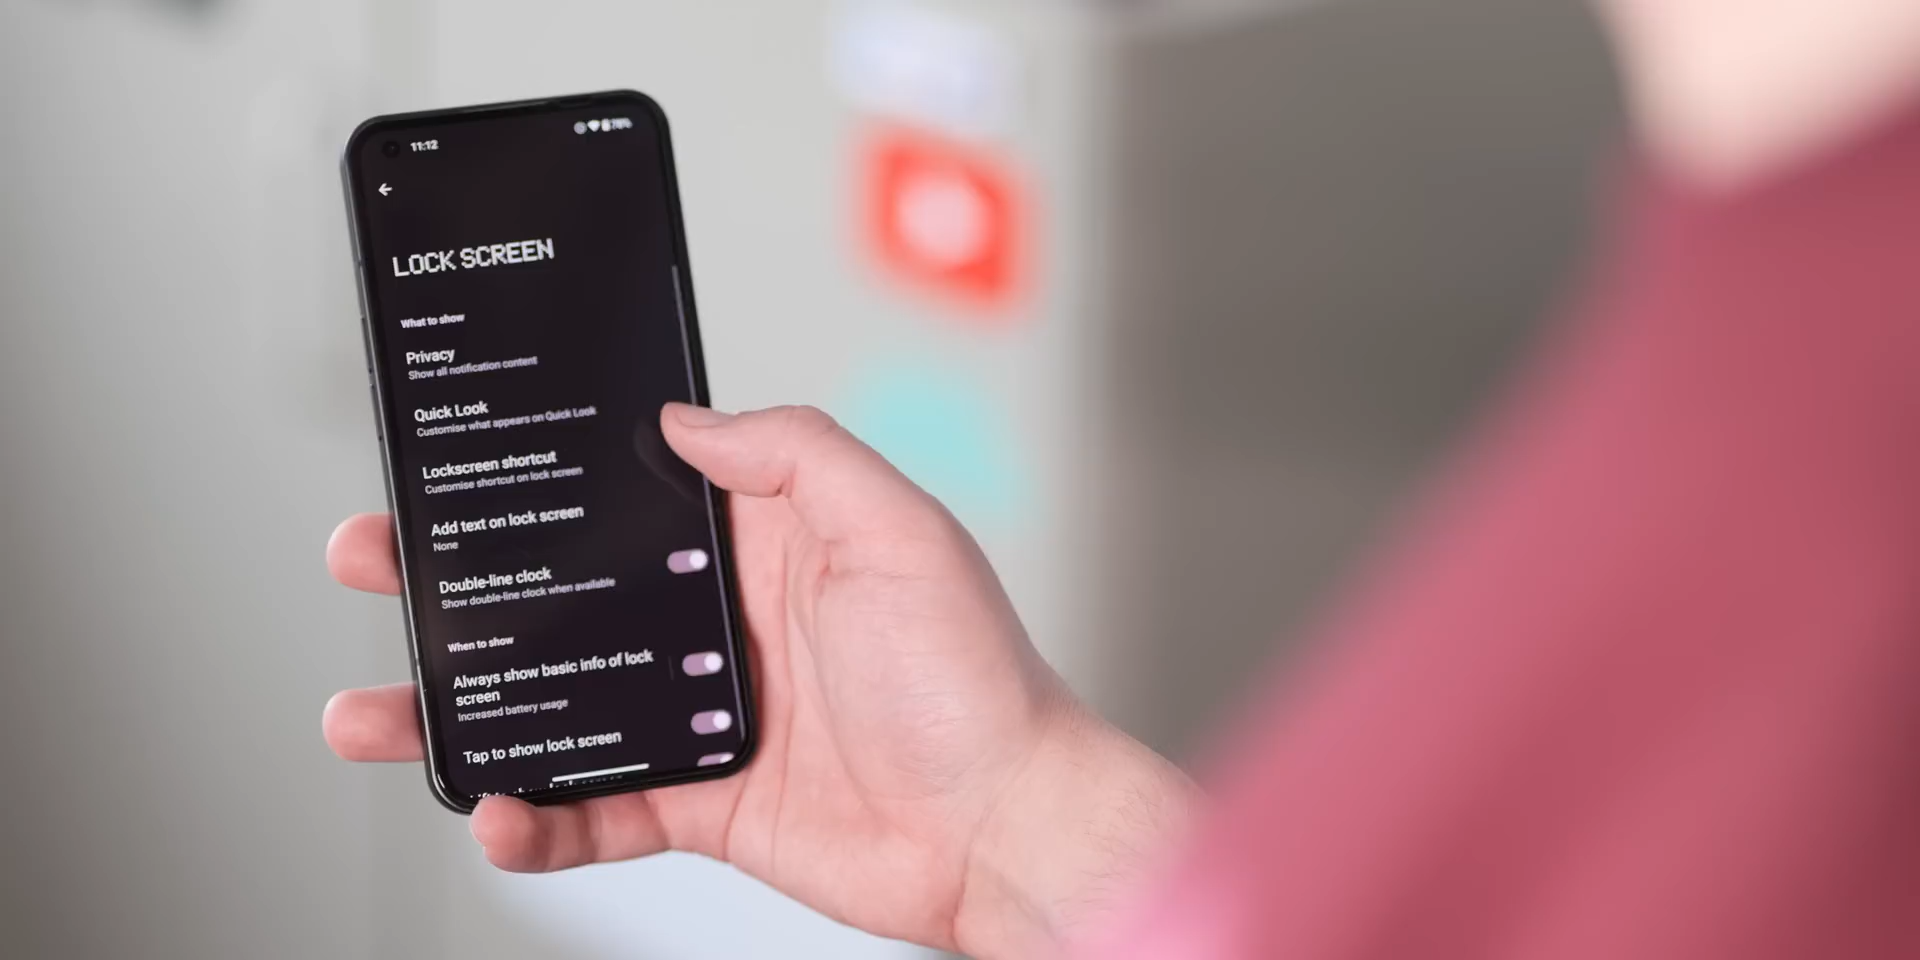 11:12
78%
LOCK SCREEN
What to show
Privacy
Show all notification content
Quick Look
Customise what appears on Quick Look
Lockscreen shortcut
Customise shortcut on lock screen
Add text on lock screen
None
Double-line clock
Show double-line clock when available
When to show
Always show basic info of lock
screen
Increased battery usage
Tap to show lock screen